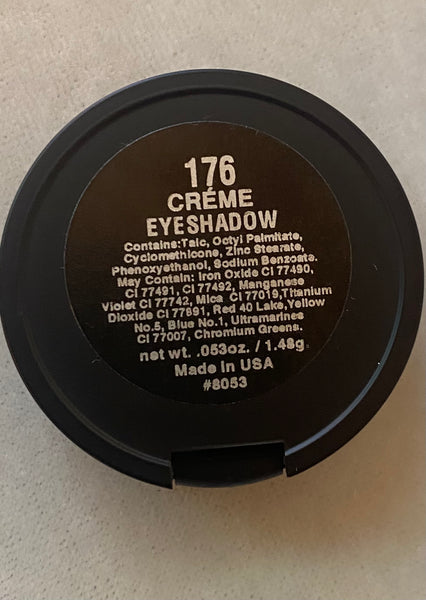 176
CRÉME
EYESHADOW
Contains:Talc, Octyl Palmitate,
Cyclomethicone, Zinc Stearate,
Phenoxyethanol, Sodium Benzoate.
May Contain: Iron Oxide CI 77490,
CI 77491, CI 77492, Manganese
Violet CI 77742, Mica CI 77019,Titanium
Dioxide CI 77891, Red 40 Lake,Yellow
No.5, Blue No.1, Ultramarines
CI 77007, Chromium Greens.
net wt. .053oz. / 1.48g.
Made In USA
#8053